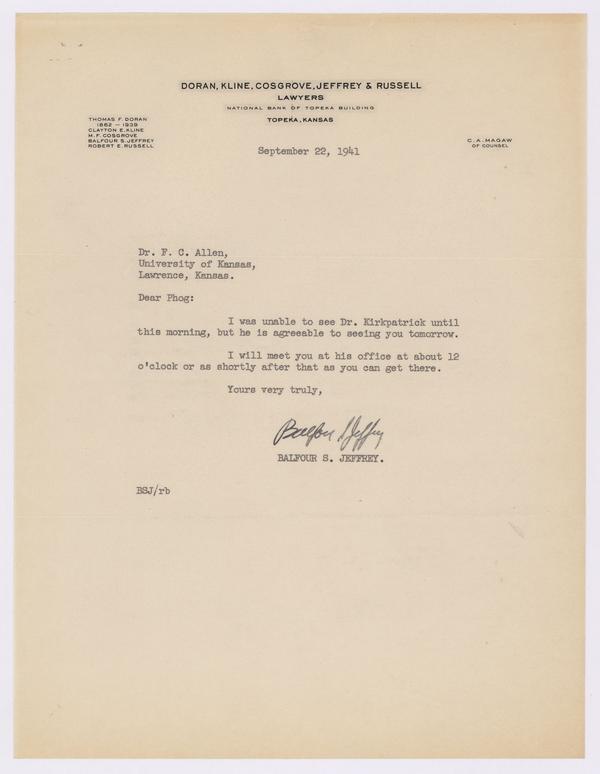 DORAN, KLINE, COSGROVE, JEFFREY & RUSSELL
LAWYERS
NATIONAL BANK OF TOPEKA BUILDING
TOPEKA, KANSAS
THOMAS F. DORAN
1862 — 1939
CLAYTON E. KLINE
M. F. COSGROVE
BALFOUR S. JEFFREY
ROBERT E. RUSSELL
C. A. MAGAW
OF COUNSEL
September 22, 1941
Dr. F. C. Allen,
University of Kansas,
Lawrence, Kansas.
Dear Phog:
I was unable to see Dr. Kirkpatrick until
this morning, but he is agreeable to seeing you tomorrow.
I will meet you at his office at about 12
o'clock or as shortly after that as you can get there.
Yours very truly,
Balfour S Jeffrey
BALFOUR S. JEFFREY.
BSJ/rb